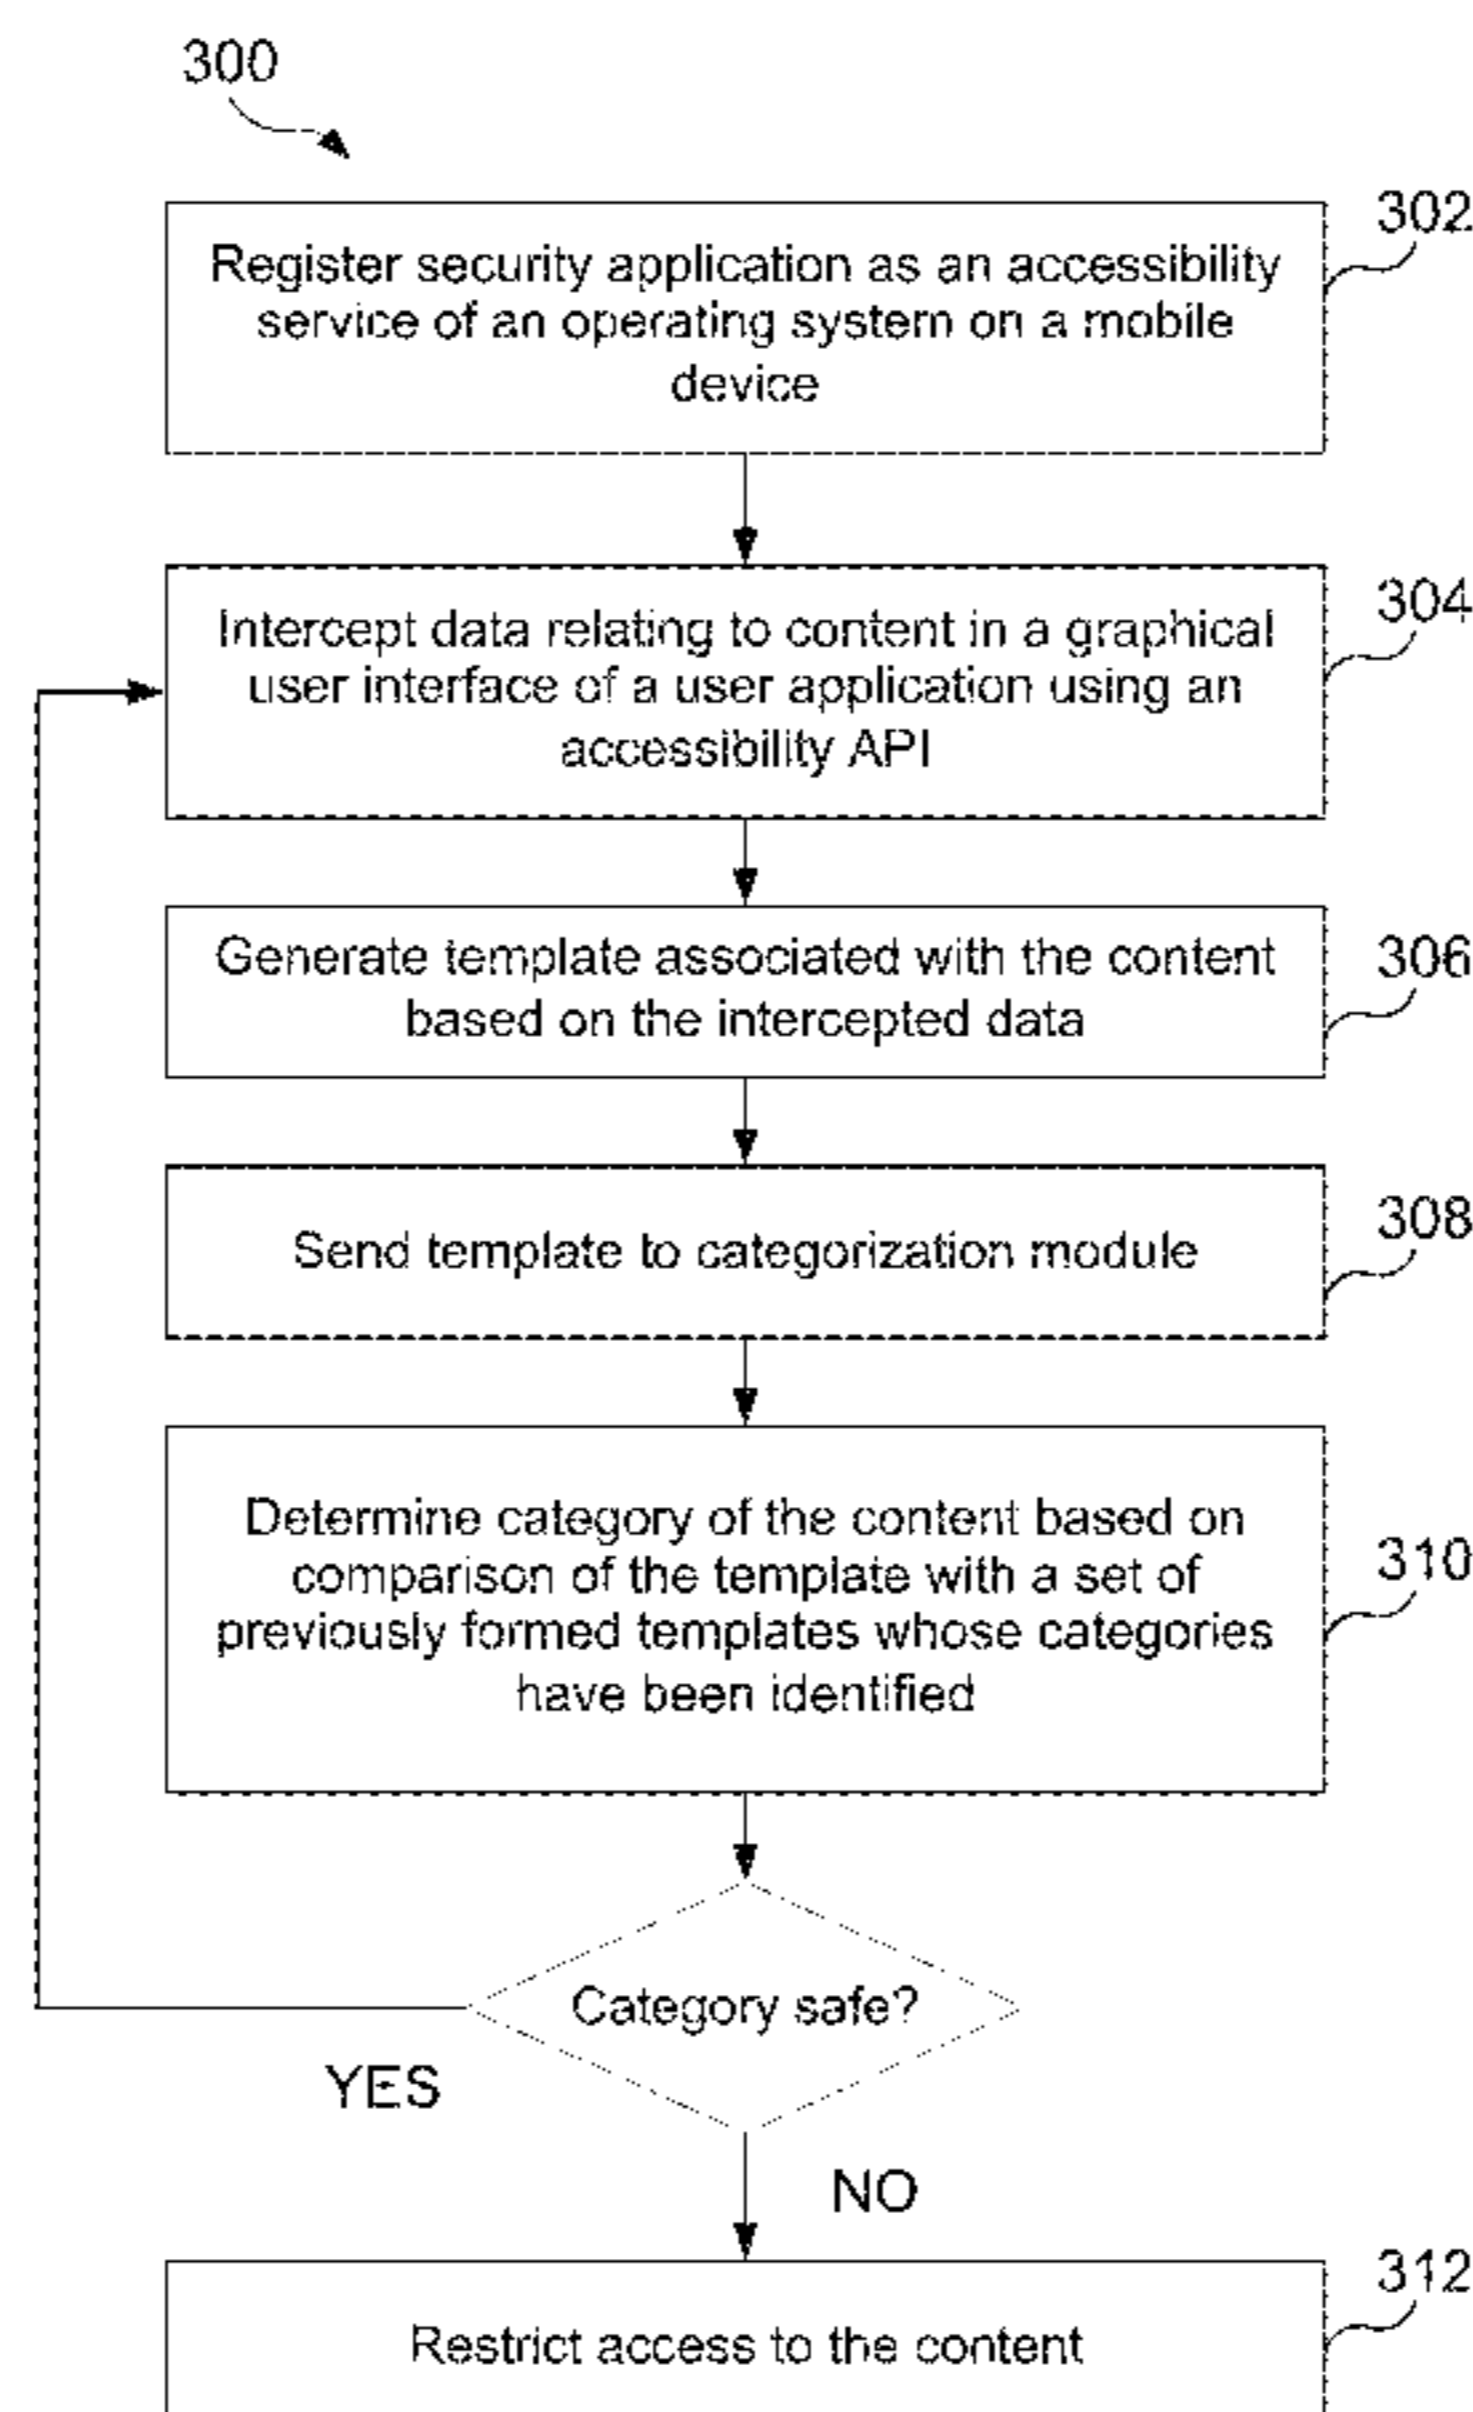 300
302
Register security application as an accessibility
service of an operating system on a mobile
device
304
Intercept data relating to content in a graphical
user interface of a user application using an
accessibility API
306
Generate template associated with the content
based on the intercepted data
308
Send template to categorization module
310
Determine category of the content based on
comparison of the template with a set of
previously formed templates whose categories
have been identified
Category safe?
YES
NO
312
Restrict access to the content